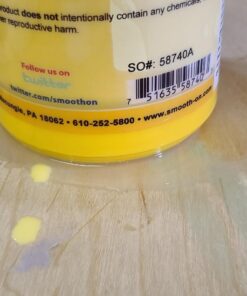 product does not intentionally contain any chemicals
er reproductive harm.
SO#: 58740A
Follow us on
twitter
twitter.com/smoothon
7 51635 58740
, PA 18062 • 610-252-5800 • www.smooth-on.com